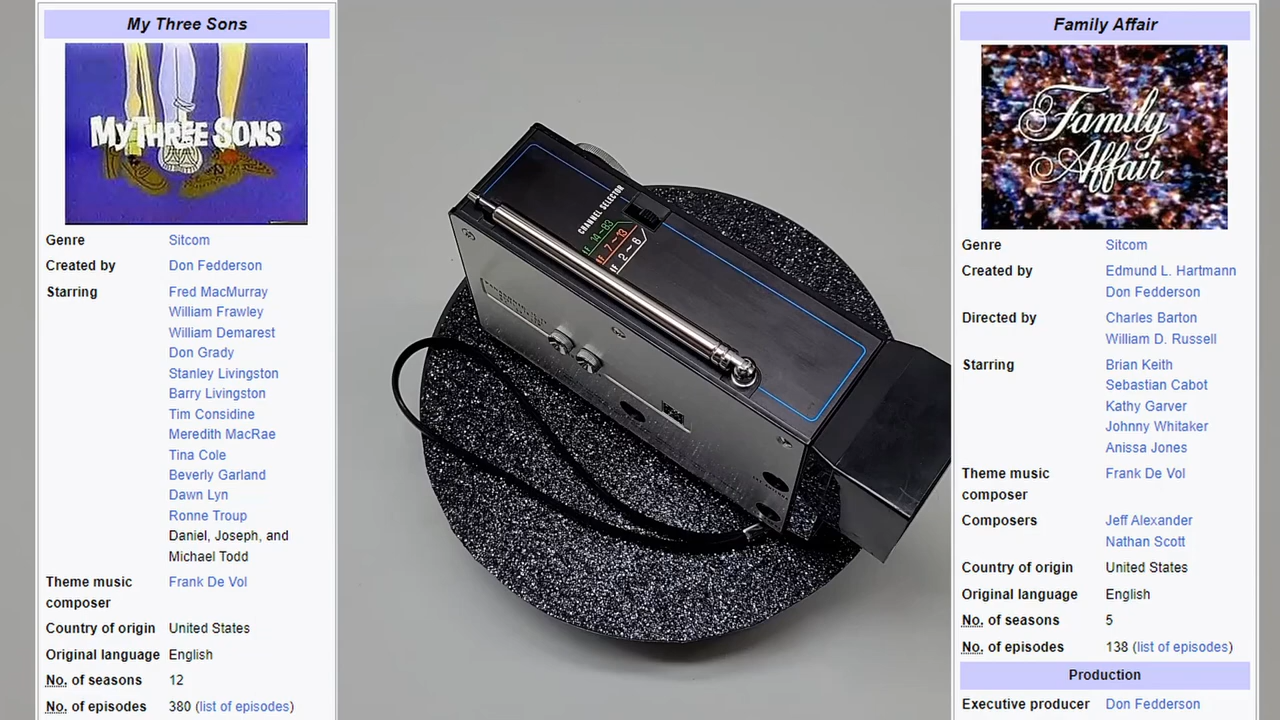 My Three Sons
MY THREE SONS
Genre Sitcom
Created by Don Fedderson
Starring Fred MacMurray
William Frawley
William Demarest
Don Grady
Stanley Livingston
Barry Livingston
Tim Considine
Meredith MacRae
Tina Cole
Beverly Garland
Dawn Lyn
Ronne Troup
Daniel, Joseph, and
Michael Todd
Theme music Frank De Vol
composer
Country of origin United States
Original language English
No. of seasons 12
No. of episodes 380 (list of episodes)
CHANNEL SELECTOR
14-83
7-13
2-6
Family Affair
Family
Affair
Genre Sitcom
Created by Edmund L. Hartmann
Don Fedderson
Directed by Charles Barton
William D. Russell
Starring Brian Keith
Sebastian Cabot
Kathy Garver
Johnny Whitaker
Anissa Jones
Theme music Frank De Vol
composer
Composers Jeff Alexander
Nathan Scott
Country of origin United States
Original language English
No. of seasons 5
No. of episodes 138 (list of episodes)
Production
Executive producer Don Fedderson